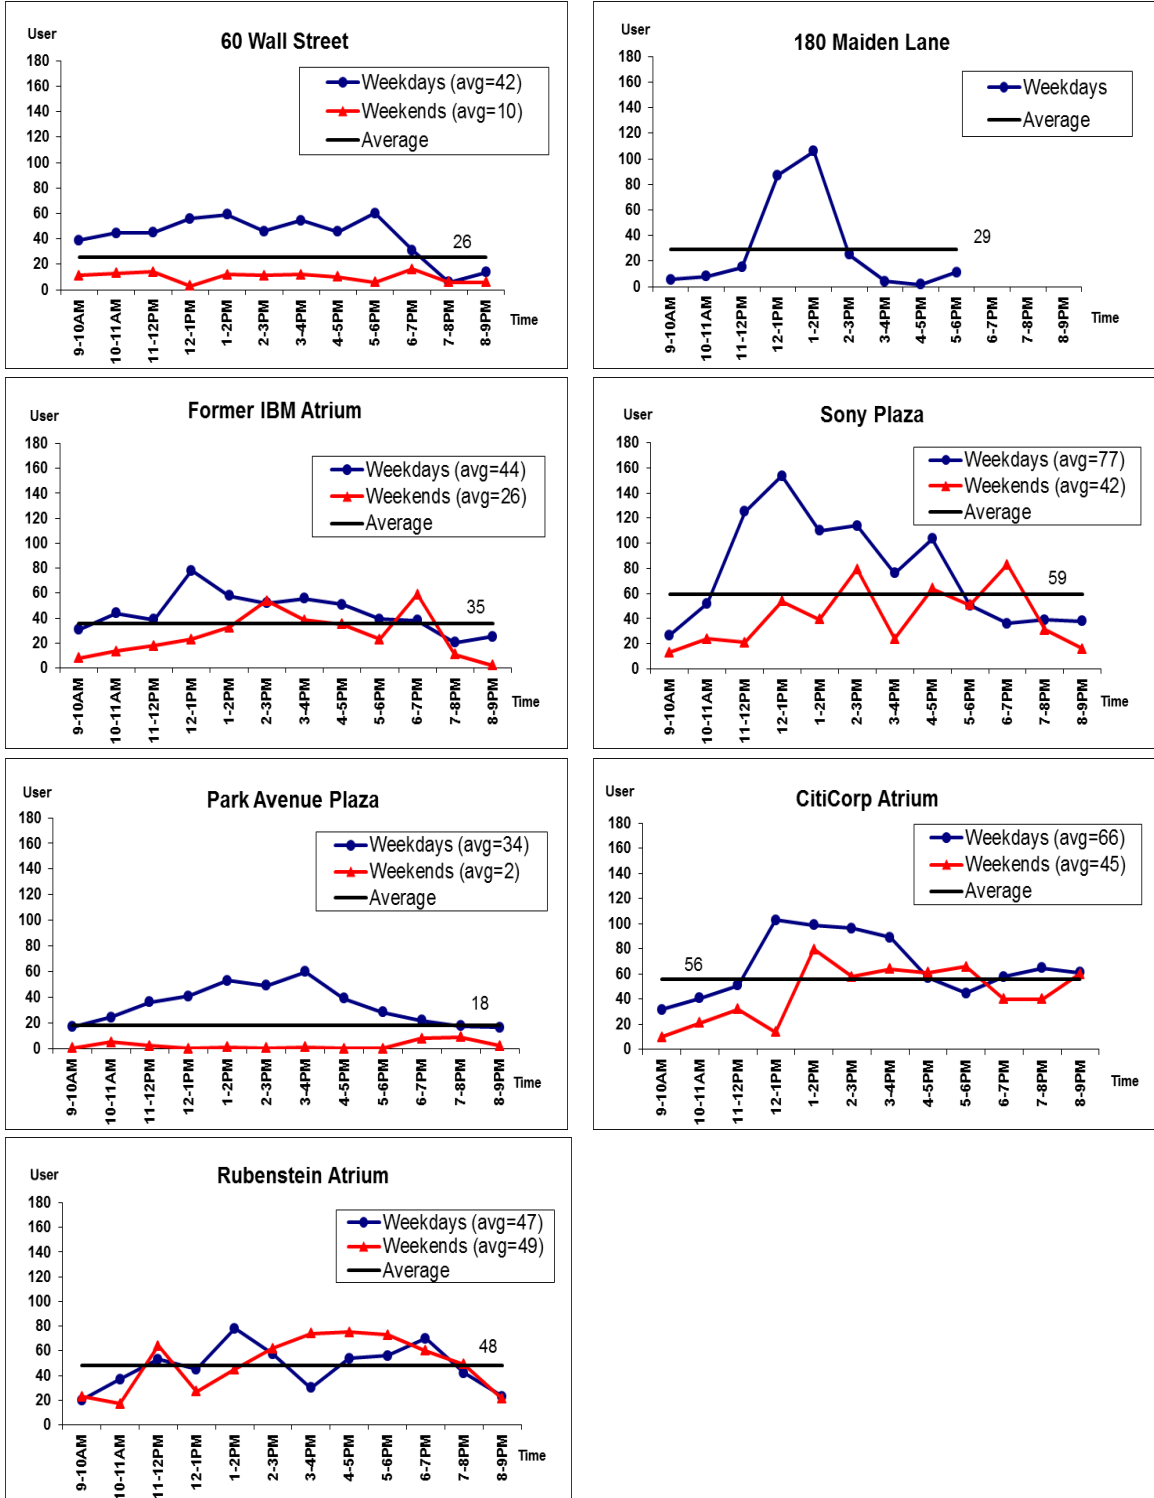 User
60 Wall Street
180
160
140
120
100
80
60
40
20
0
Weekdays (avg=42)
Weekends (avg=10)
Average
26
9-10AM
10-11AM
11-12PM
12-1PM
1-2PM
2-3PM
3-4PM
4-5PM
5-6PM
6-7PM
7-8PM
8-9PM
Time
180 Maiden Lane
180
160
140
120
100
80
60
40
20
0
Weekdays
Average
29
9-10AM
10-11AM
11-12PM
12-1PM
1-2PM
2-3PM
3-4PM
4-5PM
5-6PM
6-7PM
7-8PM
8-9PM
User
Former IBM Atrium
180
160
140
120
100
80
60
40
20
0
Weekdays (avg=44)
Weekends (avg=26)
Average
35
9-10AM
10-11AM
11-12PM
12-1PM
1-2PM
2-3PM
3-4PM
4-5PM
5-6PM
6-7PM
7-8PM
8-9PM
Time
User
Sony Plaza
180
160
140
120
100
80
60
40
20
0
Weekdays (avg=77)
Weekends (avg=42)
Average
59
9-10AM
10-11AM
11-12PM
12-1PM
1-2PM
2-3PM
3-4PM
4-5PM
5-6PM
6-7PM
7-8PM
8-9PM
Time
User
Park Avenue Plaza
180
160
140
120
100
80
60
40
20
0
Weekdays (avg=34)
Weekends (avg=2)
Average
18
9-10AM
10-11AM
11-12PM
12-1PM
1-2PM
2-3PM
3-4PM
4-5PM
5-6PM
6-7PM
7-8PM
8-9PM
Time
User
CitiCorp Atrium
180
160
140
120
100
80
60
40
20
0
Weekdays (avg=66)
Weekends (avg=45)
Average
56
9-10AM
10-11AM
11-12PM
12-1PM
1-2PM
2-3PM
3-4PM
4-5PM
5-6PM
6-7PM
7-8PM
8-9PM
Time
User
Rubenstein Atrium
180
160
140
120
100
80
60
40
20
0
Weekdays (avg=47)
Weekends (avg=49)
Average
48
9-10AM
10-11AM
11-12PM
12-1PM
1-2PM
2-3PM
3-4PM
4-5PM
5-6PM
6-7PM
7-8PM
8-9PM
Time